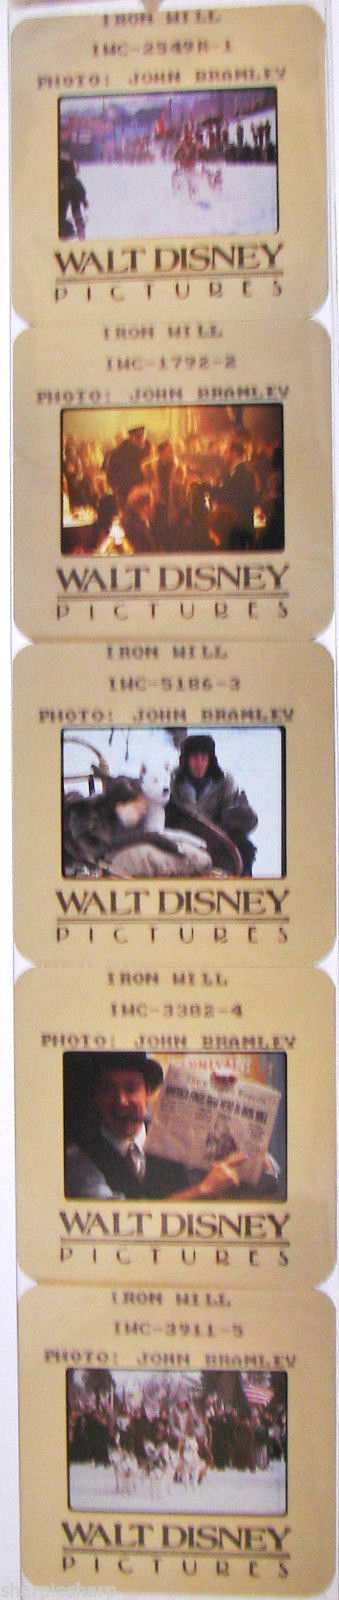 IRON WILL
IWC-2549R-1
PHOTO: JOHN BRAMLEY
WALT DISNEY
PICTURES
IRON WILL
IWC-1792-2
PHOTO: JOHN BRAMLEY
WALT DISNEY
PICTURES
IRON WILL
IWC-5186-3
PHOTO: JOHN BRAMLEY
WALT DISNEY
PICTURES
IRON WILL
IWC-3382-4
PHOTO: JOHN BRAMLEY
WALT DISNEY
PICTURES
IRON WILL
IWC-3911-5
PHOTO: JOHN BRAMLEY
WALT DISNEY
PICTURES
sharplesharp